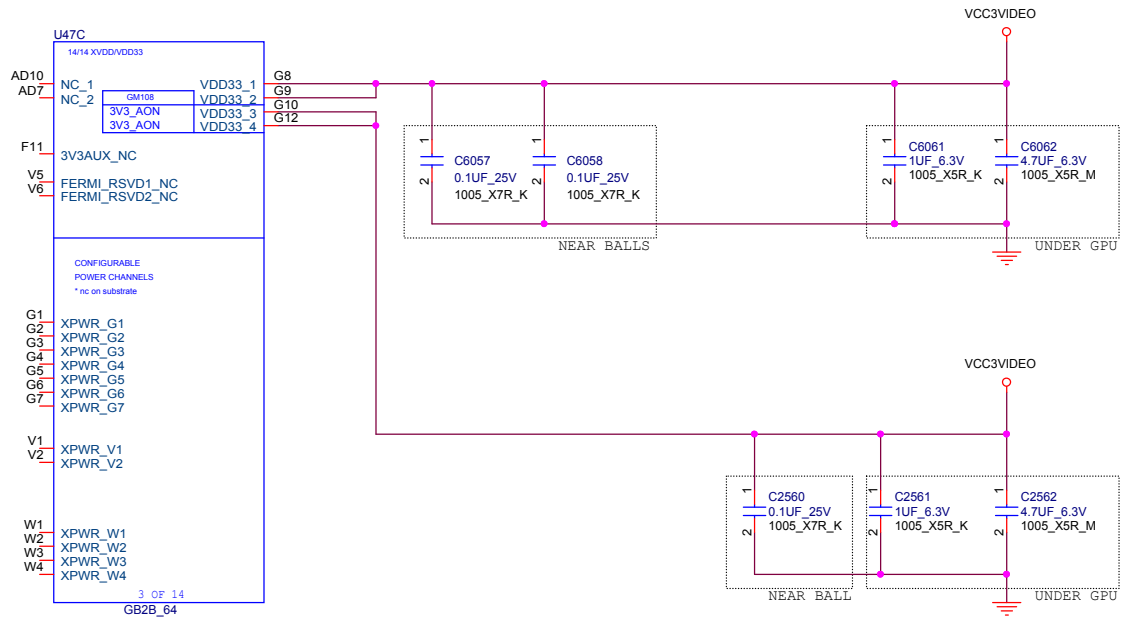 VCC3VIDEO
U47C
14/14 XVDD/VDD33
AD10 NC_1 VDD33_1 G8
AD7 NC_2 GM108 VDD33_2 G9
3V3_AON VDD33_3 G10
3V3_AON VDD33_4 G12
F11 3V3AUX_NC
V5 FERMI_RSVD1_NC
V6 FERMI_RSVD2_NC
1 1 1 1
C6057 C6058 C6061 C6062
0.1UF_25V 0.1UF_25V 1UF_6.3V 4.7UF_6.3V
2 1005_X7R_K 2 1005_X7R_K 2 1005_X5R_K 2 1005_X5R_M
NEAR BALLS UNDER GPU
CONFIGURABLE
POWER CHANNELS
* nc on substrate
G1 XPWR_G1
G2 XPWR_G2
G3 XPWR_G3
G4 XPWR_G4
G5 XPWR_G5
G6 XPWR_G6
G7 XPWR_G7
V1 XPWR_V1
V2 XPWR_V2
W1 XPWR_W1
W2 XPWR_W2
W3 XPWR_W3
W4 XPWR_W4
3 OF 14
GB2B_64
VCC3VIDEO
1 1 1
C2560 C2561 C2562
0.1UF_25V 1UF_6.3V 4.7UF_6.3V
2 1005_X7R_K 2 1005_X5R_K 2 1005_X5R_M
NEAR BALL UNDER GPU